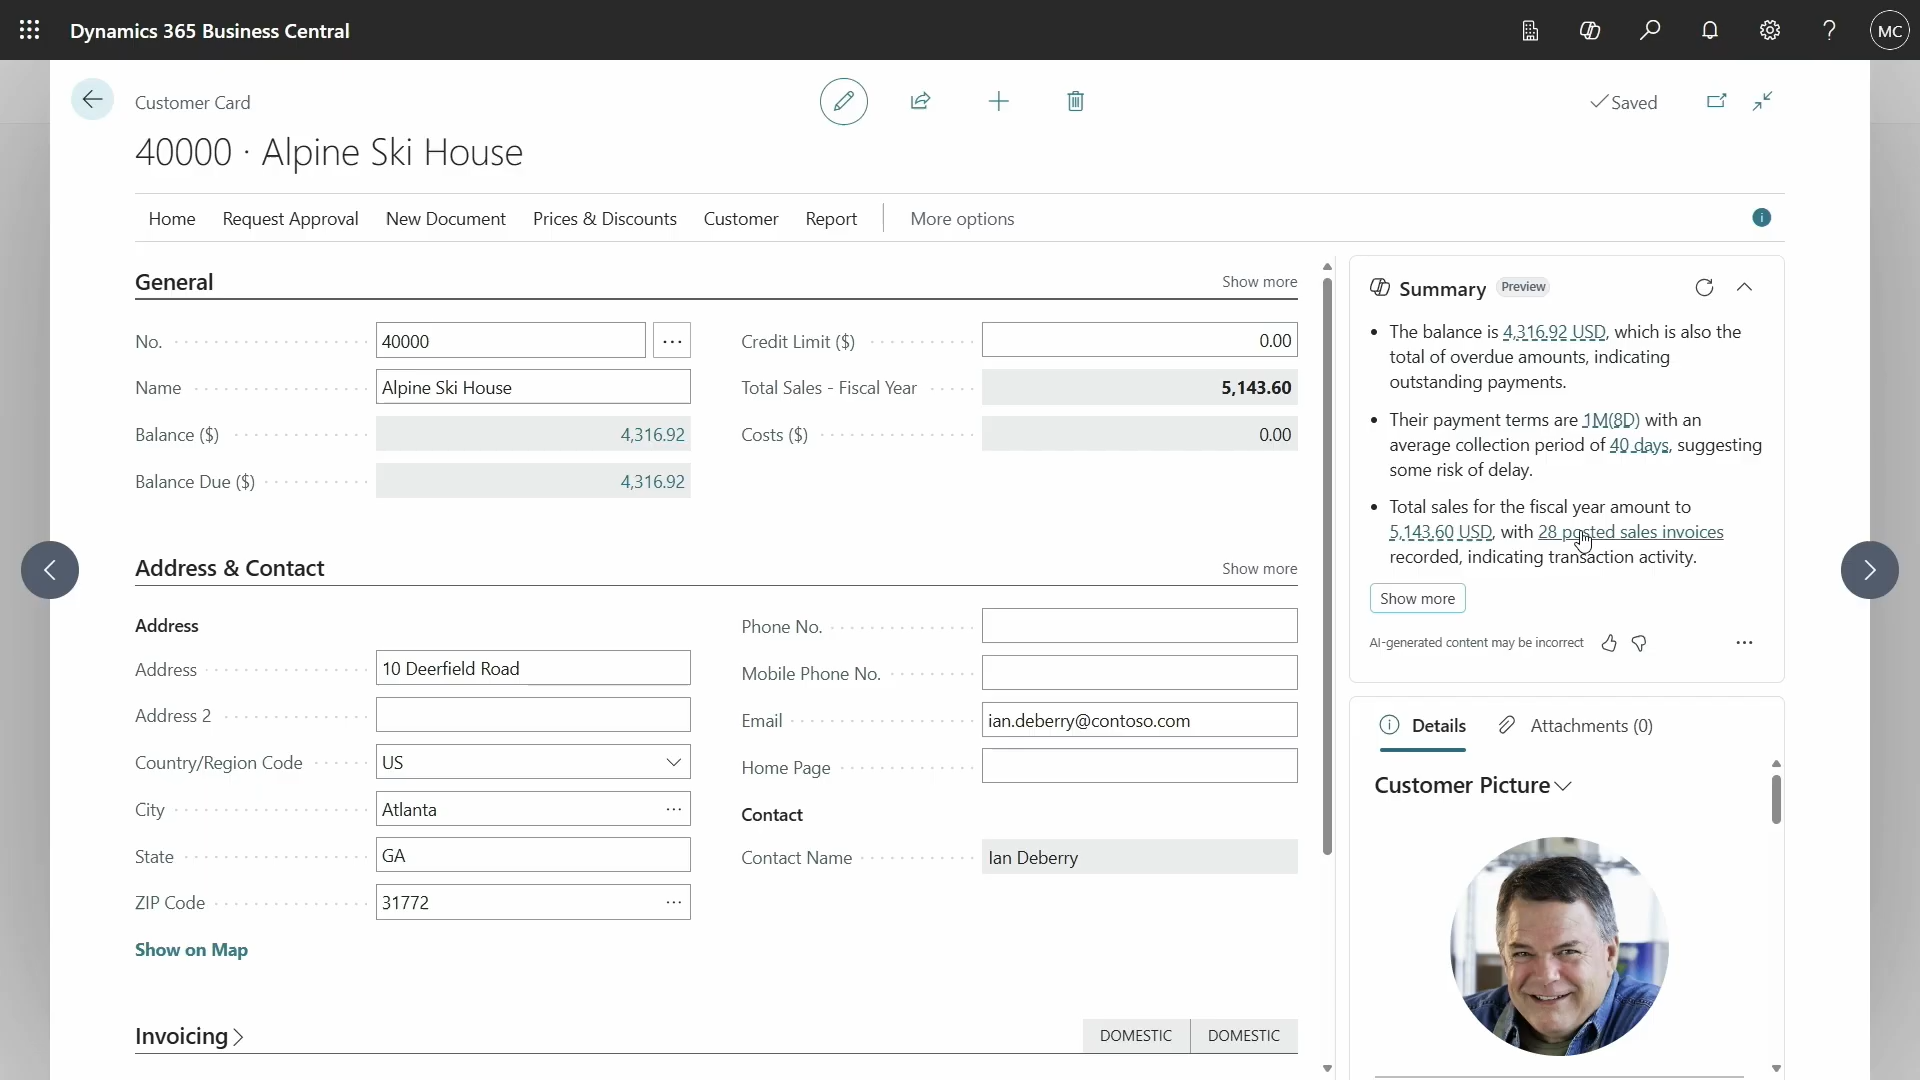 Dynamics 365 Business Central
MC
Customer Card
Saved
40000 · Alpine Ski House
Home Request Approval New Document Prices & Discounts Customer Report More options
General
Show more
No. 40000
Name Alpine Ski House
Balance ($) 4,316.92
Balance Due ($) 4,316.92
Credit Limit ($) 0.00
Total Sales - Fiscal Year 5,143.60
Costs ($) 0.00
Address & Contact
Show more
Address
Address 10 Deerfield Road
Address 2
Country/Region Code US
City Atlanta
State GA
ZIP Code 31772
Show on Map
Phone No.
Mobile Phone No.
Email ian.deberry@contoso.com
Home Page
Contact
Contact Name Ian Deberry
Invoicing
DOMESTIC DOMESTIC
Summary Preview
• The balance is 4,316.92 USD, which is also the
total of overdue amounts, indicating
outstanding payments.
• Their payment terms are 1M(8D) with an
average collection period of 40 days, suggesting
some risk of delay.
• Total sales for the fiscal year amount to
5,143.60 USD, with 28 posted sales invoices
recorded, indicating transaction activity.
Show more
AI-generated content may be incorrect
Details Attachments (0)
Customer Picture